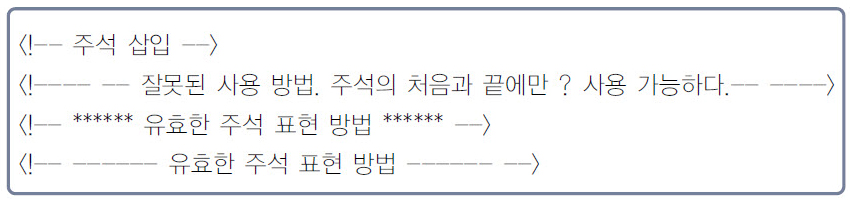 <!-- 주석 삽입 -->
<!---- -- 잘못된 사용 방법. 주석의 처음과 끝에만 ? 사용 가능하다.-- ---->
<!-- ****** 유효한 주석 표현 방법 ****** -->
<!-- ------ 유효한 주석 표현 방법 ------ -->